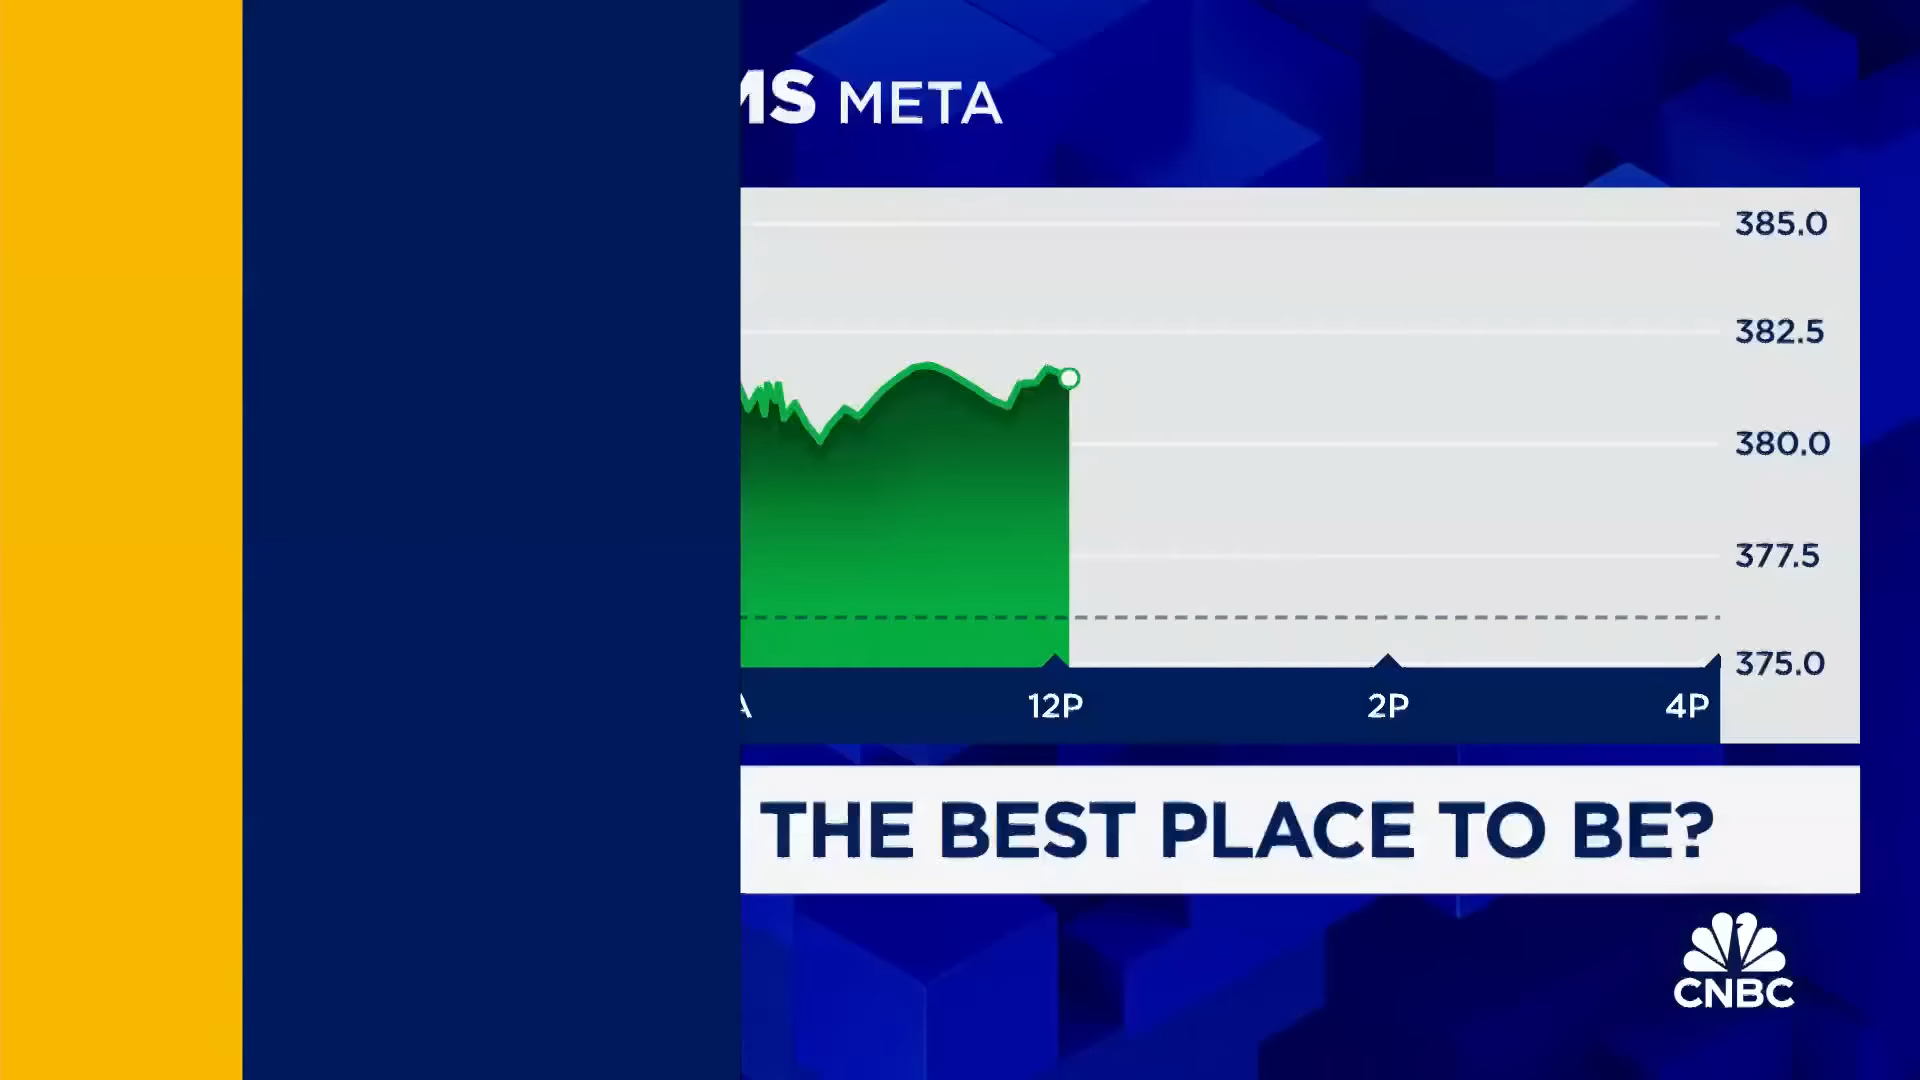 MS META
385.0
382.5
380.0
377.5
375.0
A 12P 2P 4P
THE BEST PLACE TO BE?
CNBC